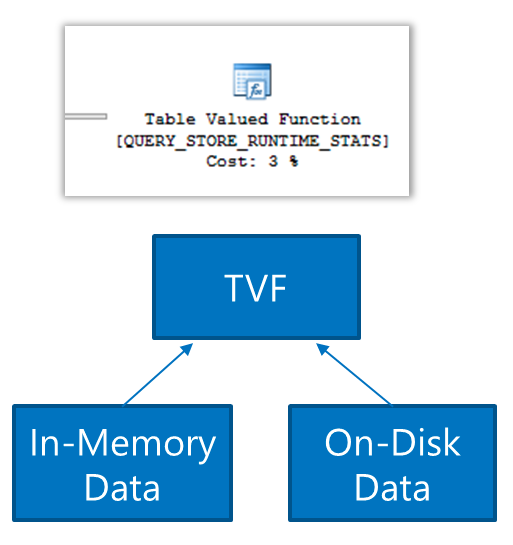 Table Valued Function
[QUERY_STORE_RUNTIME_STATS]
Cost: 3 %
TVF
In-Memory
Data
On-Disk
Data